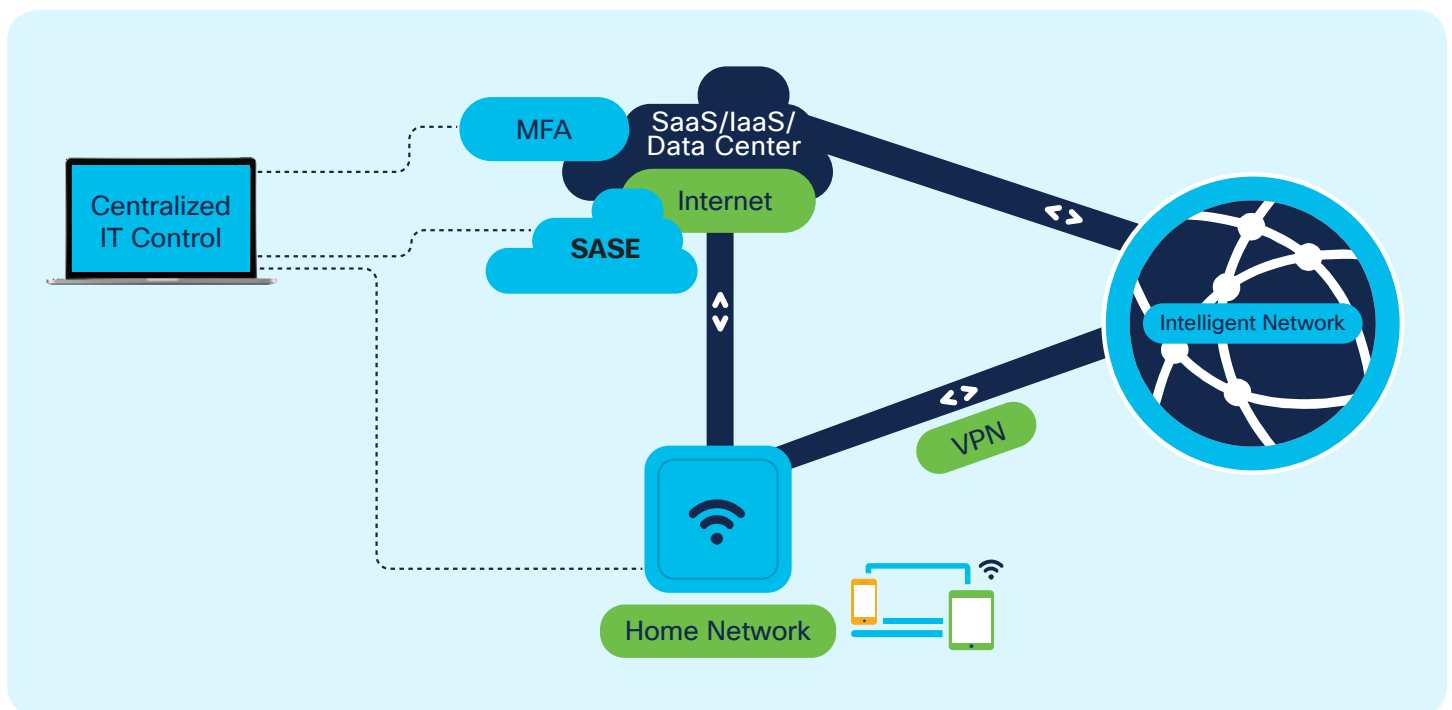 MFA
SaaS/IaaS/
Data Center
Centralized
IT Control
Internet
SASE
Intelligent Network
VPN
Home Network